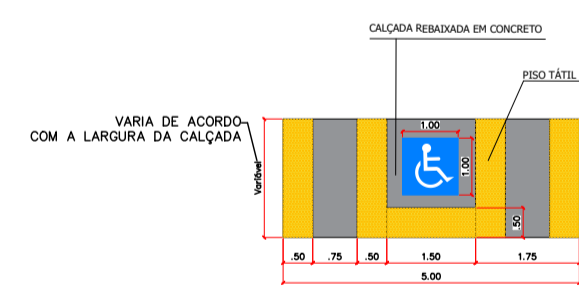 CALÇADA REBAIXADA EM CONCRETO
PISO TÁTIL
VARIA DE ACORDO
COM A LARGURA DA CALÇADA
Variável
1.00
1.00
.50
.50
.75
.50
1.50
1.75
5.00